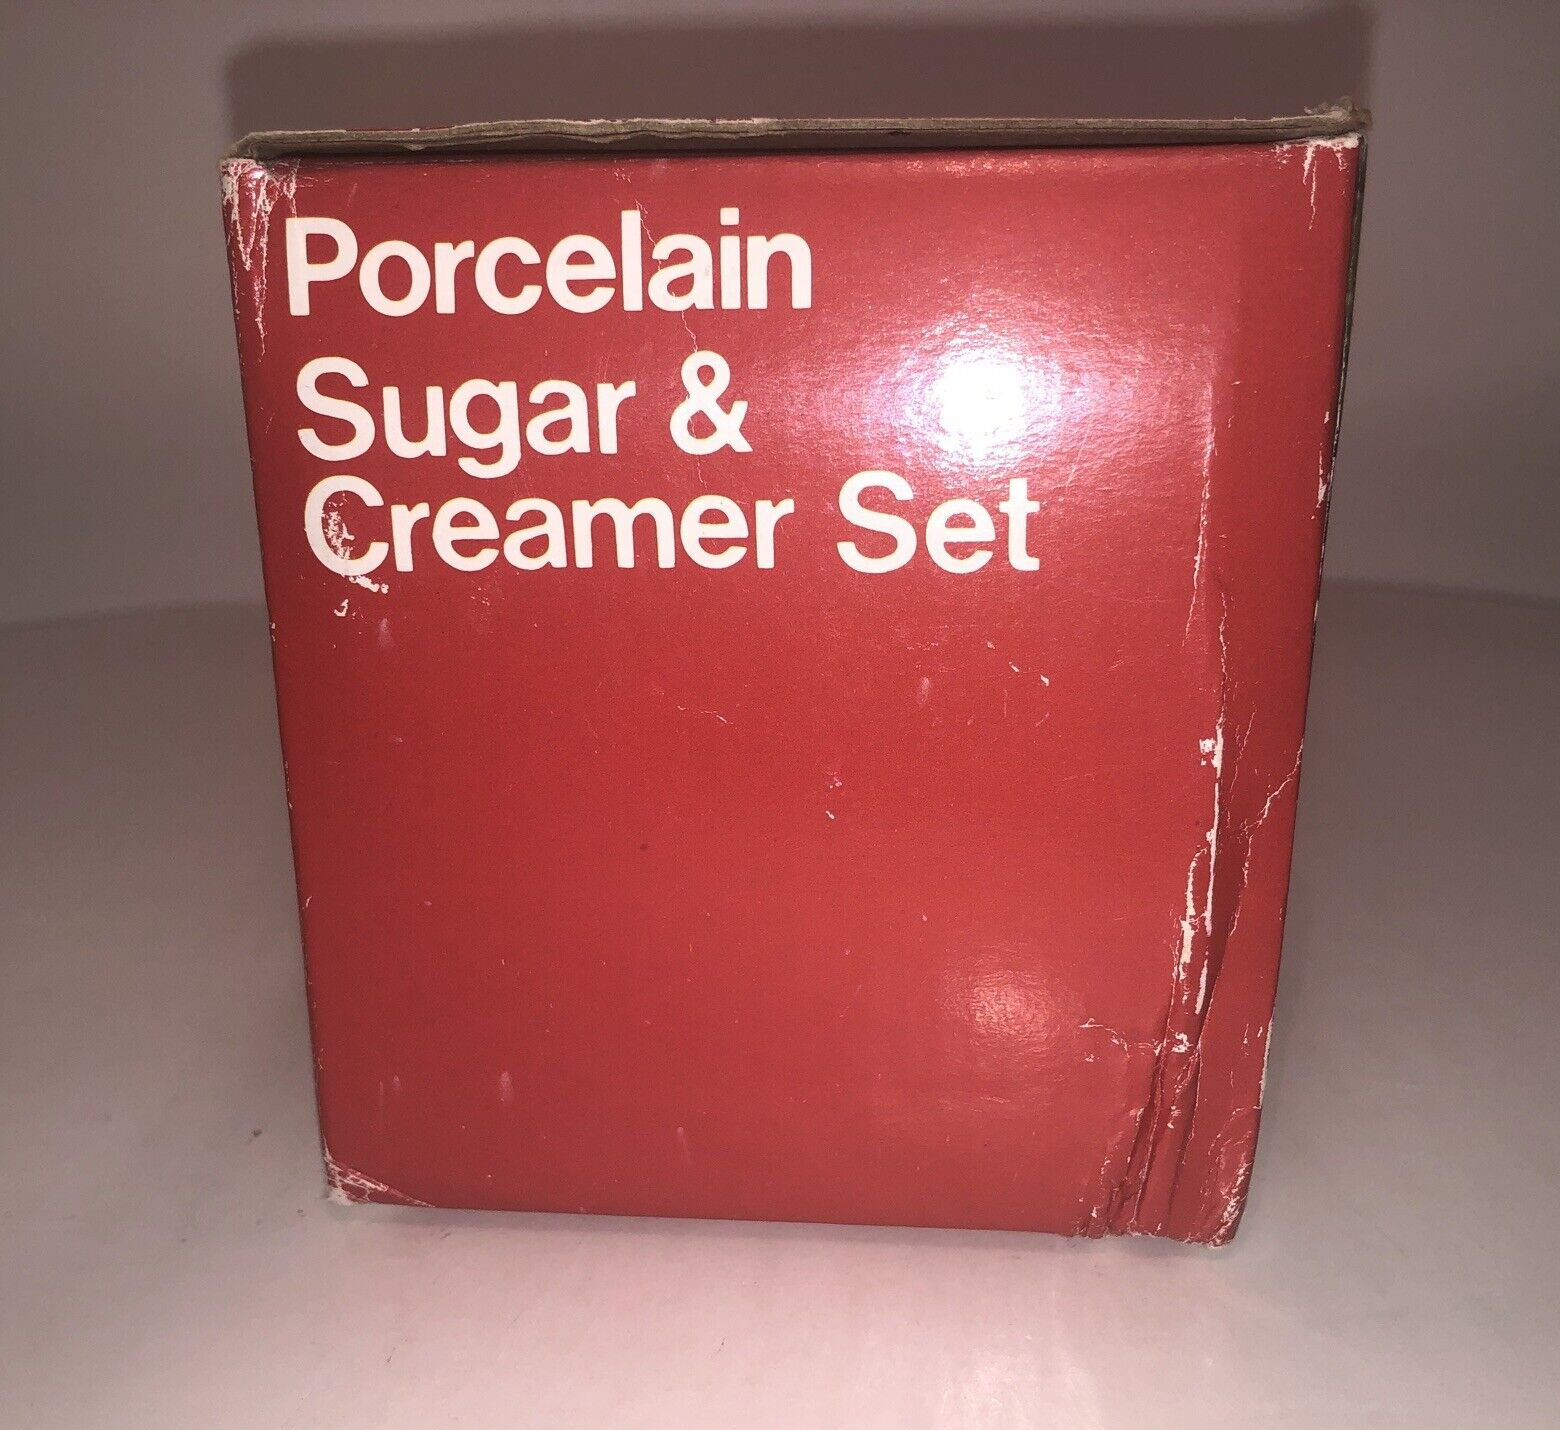 Porcelain
Sugar &
Creamer Set